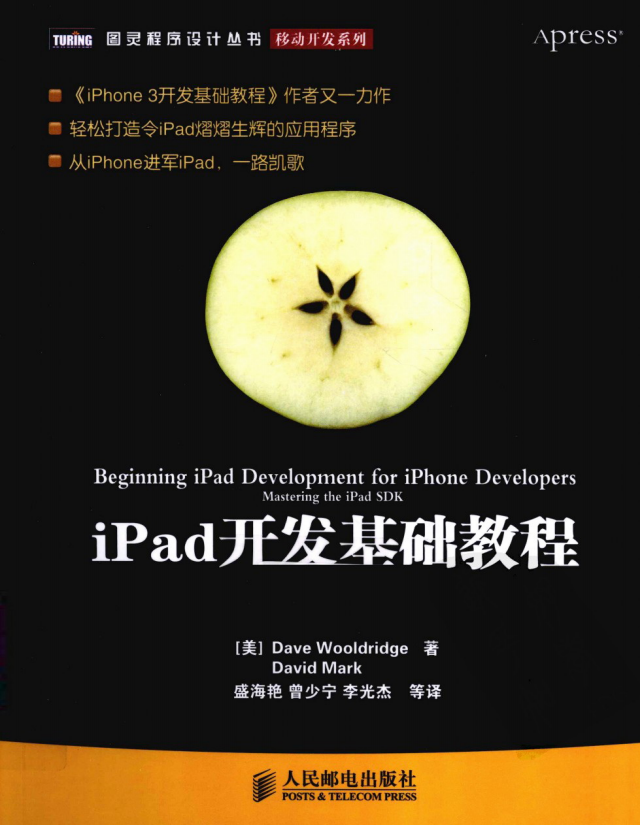 TURING 图灵程序设计丛书 移动开发系列
Apress®
《iPhone 3开发基础教程》作者又一力作
轻松打造令iPad熠熠生辉的应用程序
从iPhone进军iPad，一路凯歌
Beginning iPad Development for iPhone Developers
Mastering the iPad SDK
iPad开发基础教程
[美] Dave Wooldridge 著
David Mark
盛海艳 曾少宁 李光杰 等译
人民邮电出版社
POSTS & TELECOM PRESS